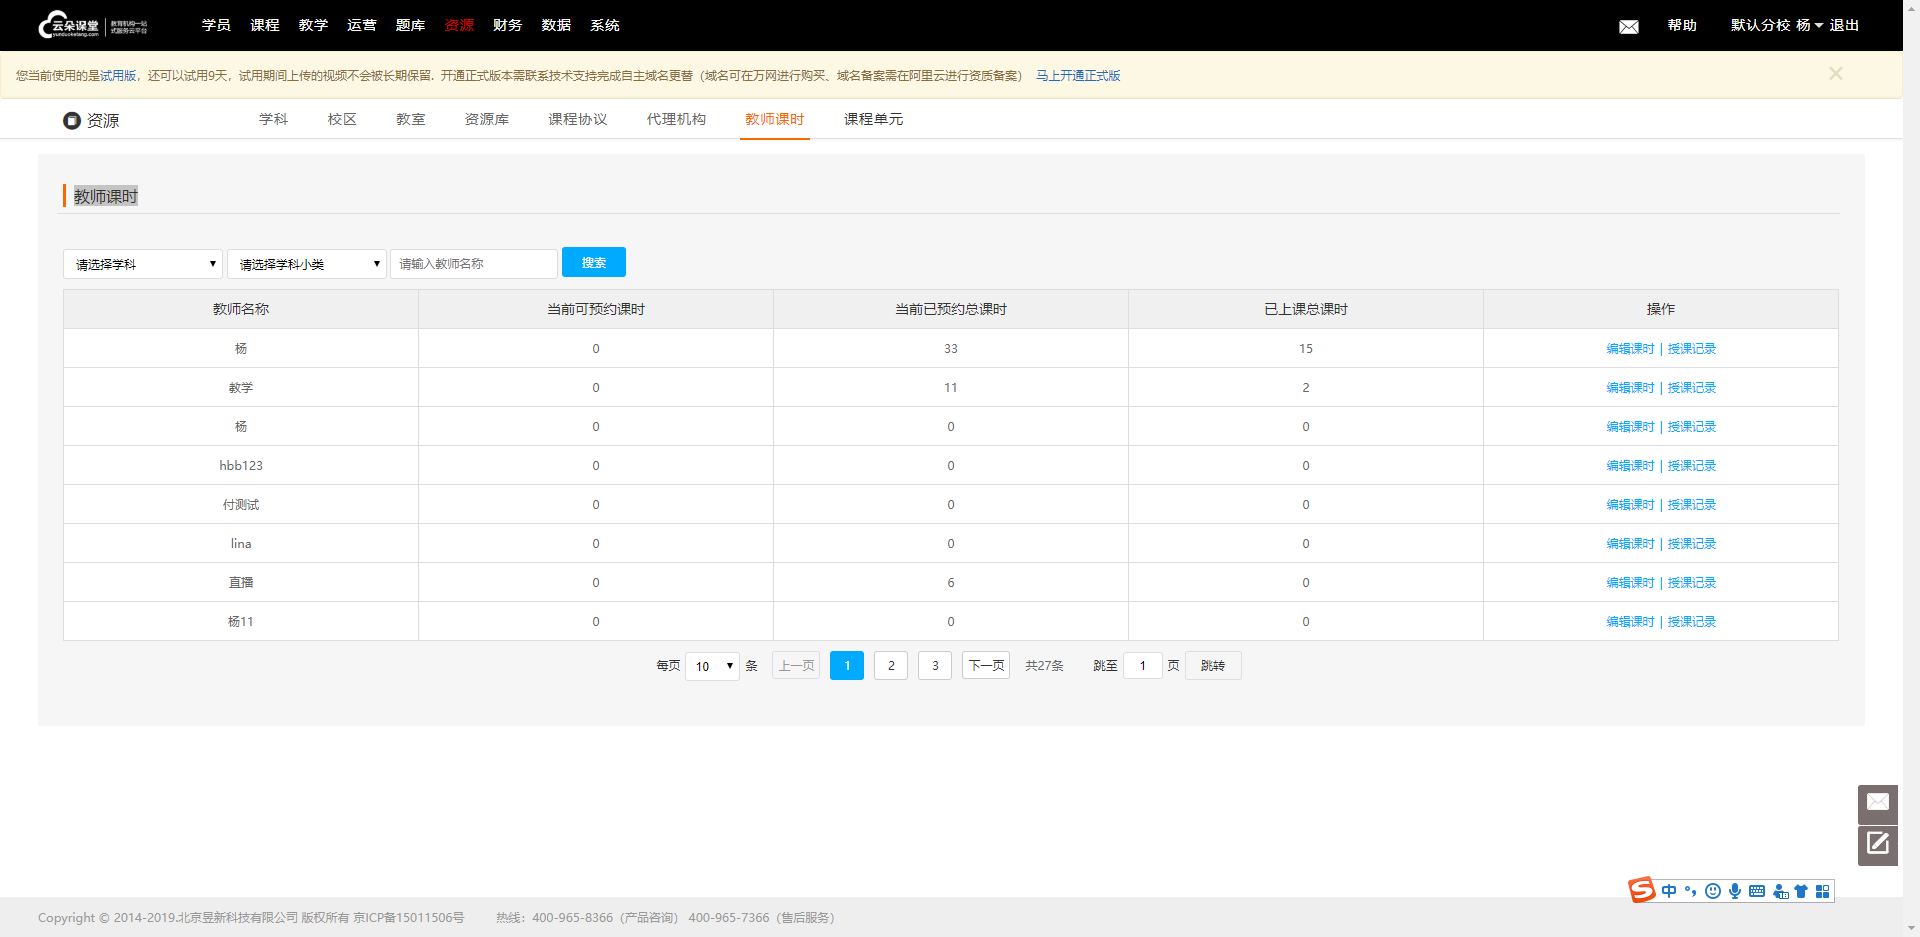 云朵课堂 yunduoketang.com 教育机构一站式服务云平台
学员 课程 教学 运营 题库 资源 财务 数据 系统 帮助 默认分校 杨 退出
您当前使用的是试用版，还可以试用9天，试用期间上传的视频不会被长期保留. 开通正式版本需联系技术支持完成自主域名更替（域名可在万网进行购买、域名备案需在阿里云进行资质备案） 马上开通正式版
资源 学科 校区 教室 资源库 课程协议 代理机构 教师课时 课程单元
教师课时
请选择学科 请选择学科小类 请输入教师名称 搜索
教师名称 当前可预约课时 当前已预约总课时 已上课总课时 操作
杨 0 33 15 编辑课时 | 授课记录
教学 0 11 2 编辑课时 | 授课记录
杨 0 0 0 编辑课时 | 授课记录
hbb123 0 0 0 编辑课时 | 授课记录
付测试 0 0 0 编辑课时 | 授课记录
lina 0 0 0 编辑课时 | 授课记录
直播 0 6 0 编辑课时 | 授课记录
杨11 0 0 0 编辑课时 | 授课记录
每页 10 条 上一页 1 2 3 下一页 共27条 跳至 1 页 跳转
S 中
Copyright © 2014-2019.北京昱新科技有限公司 版权所有 京ICP备15011506号 热线：400-965-8366（产品咨询） 400-965-7366（售后服务）